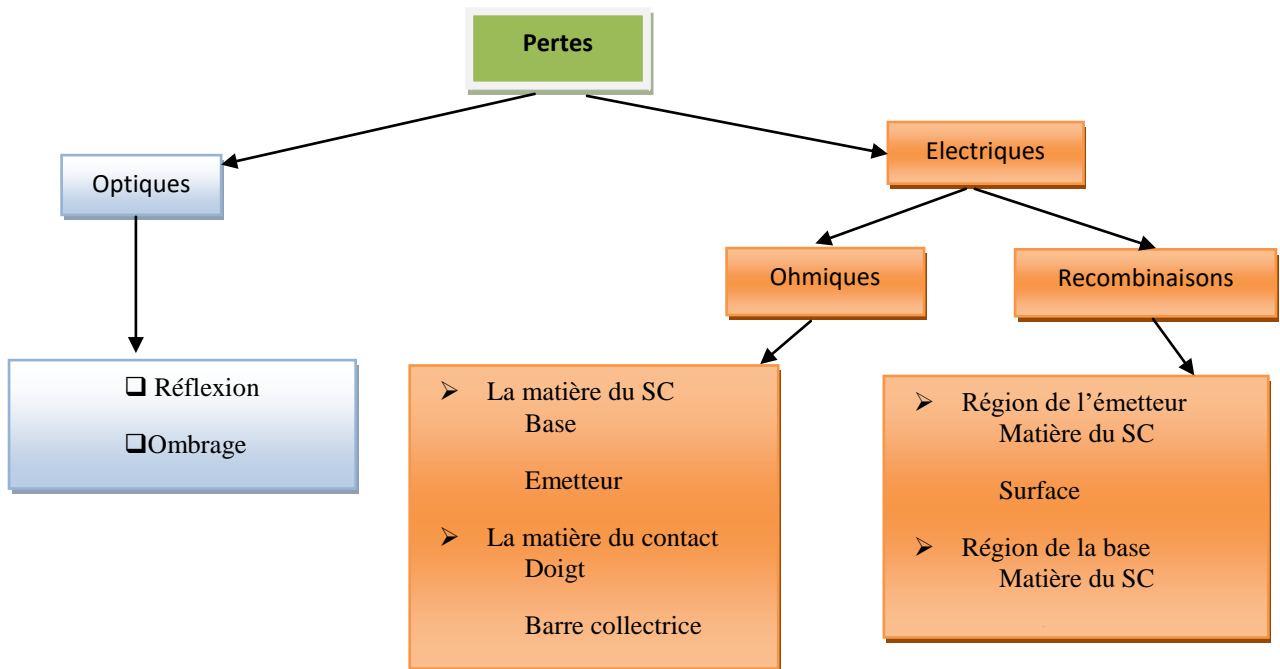 Pertes
Electriques
Optiques
Ohmiques
Recombinaisons
❑ Réflexion
❑Ombrage
➢ La matière du SC
Base
Emetteur
➢ La matière du contact
Doigt
Barre collectrice
➢ Région de l’émetteur
Matière du SC
Surface
➢ Région de la base
Matière du SC